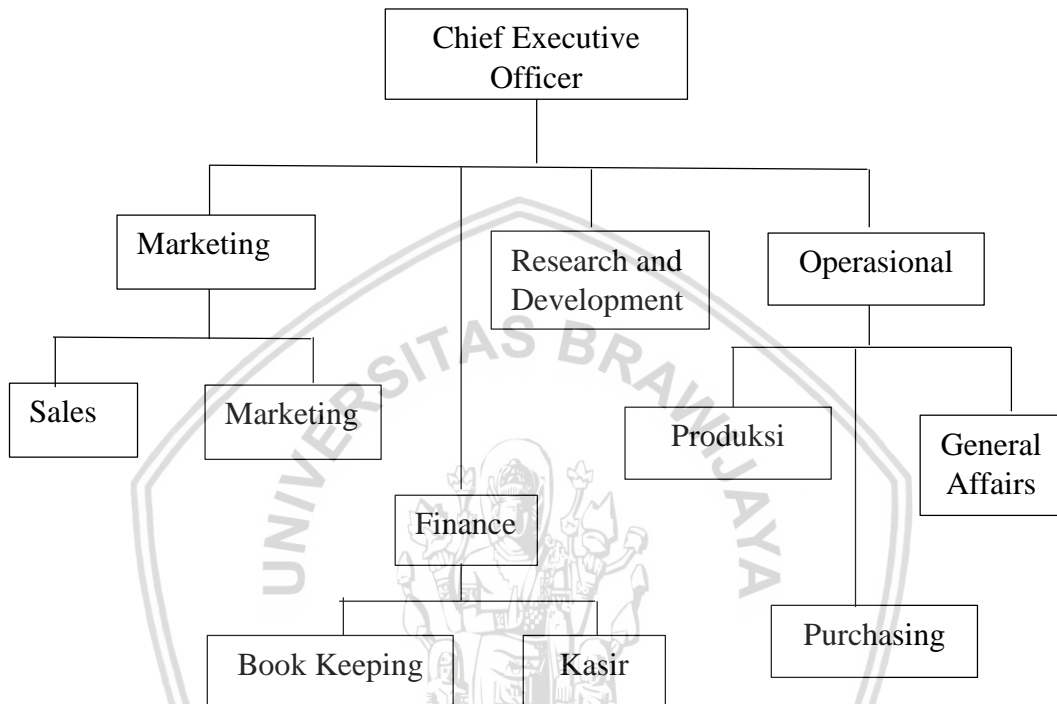 Chief Executive
Officer
Marketing
Research and
Development
Operasional
Sales
Marketing
Produksi
General
Affairs
Finance
Purchasing
Book Keeping
Kasir
UNIVERSITAS BRAWIJAYA